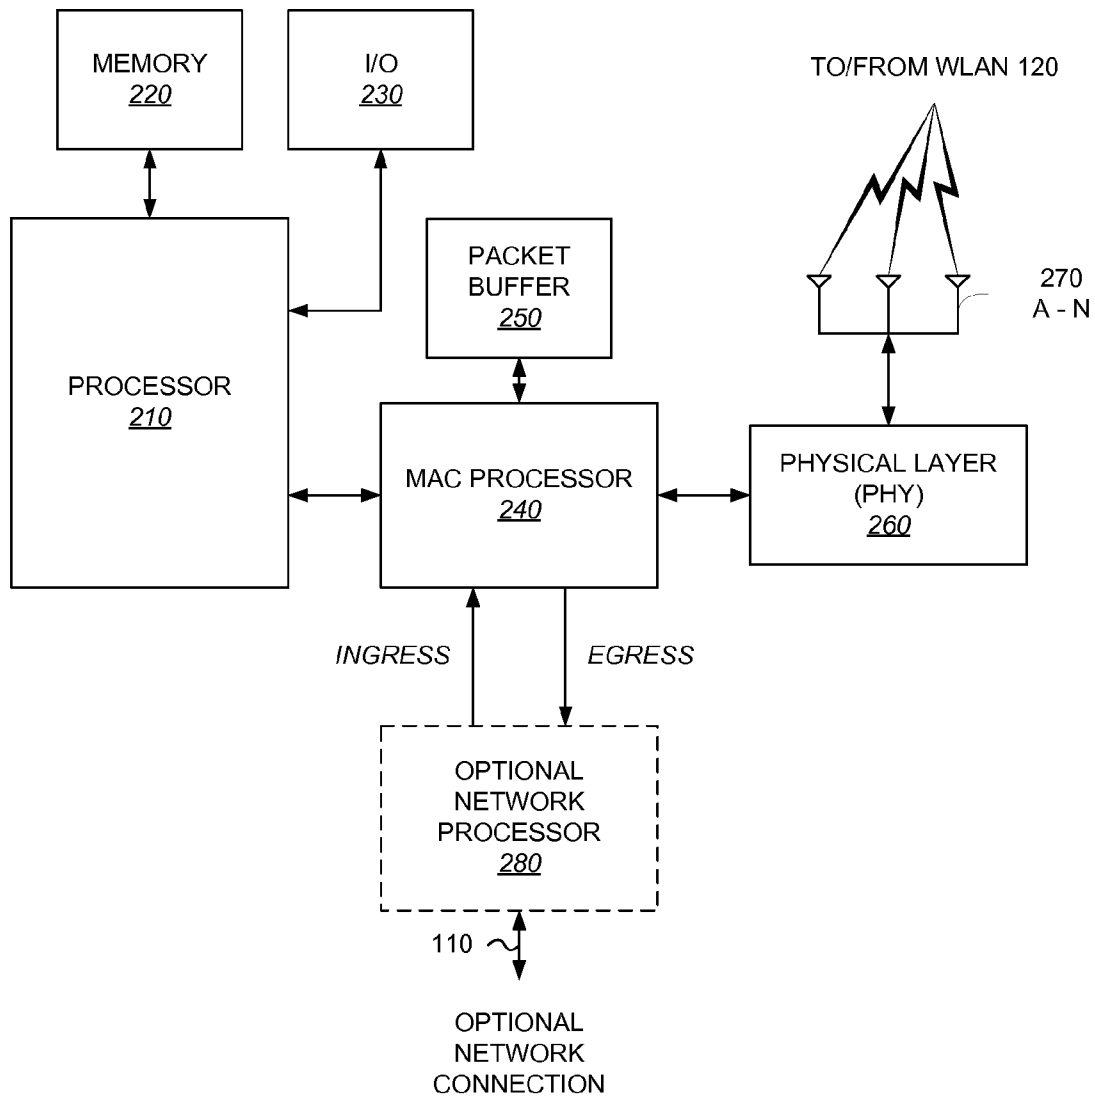 MEMORY
220
I/O
230
TO/FROM WLAN 120
PACKET
BUFFER
250
270
A - N
PROCESSOR
210
MAC PROCESSOR
240
PHYSICAL LAYER
(PHY)
260
INGRESS
EGRESS
OPTIONAL
NETWORK
PROCESSOR
280
110
OPTIONAL
NETWORK
CONNECTION